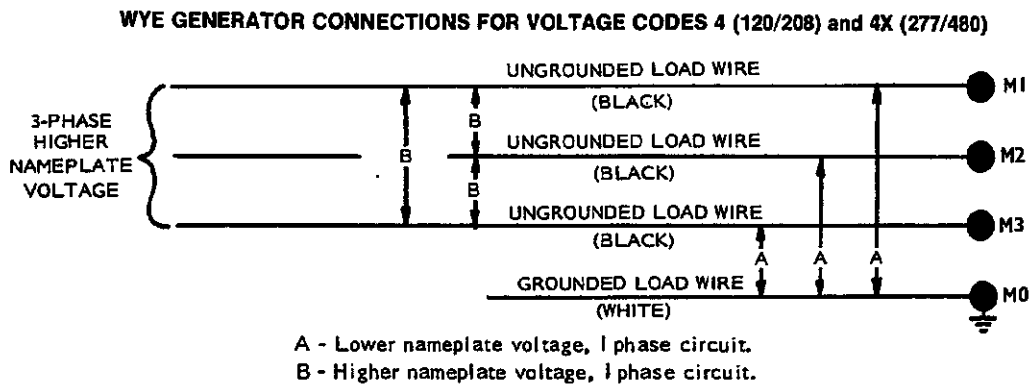 WYE GENERATOR CONNECTIONS FOR VOLTAGE CODES 4 (120/208) and 4X (277/480)
UNGROUNDED LOAD WIRE
M1
(BLACK)
3-PHASE
HIGHER
NAMEPLATE
VOLTAGE
B
B
UNGROUNDED LOAD WIRE
M2
(BLACK)
B
UNGROUNDED LOAD WIRE
M3
(BLACK)
A
A
A
GROUNDED LOAD WIRE
M0
(WHITE)
A - Lower nameplate voltage, 1 phase circuit.
B - Higher nameplate voltage, 1 phase circuit.